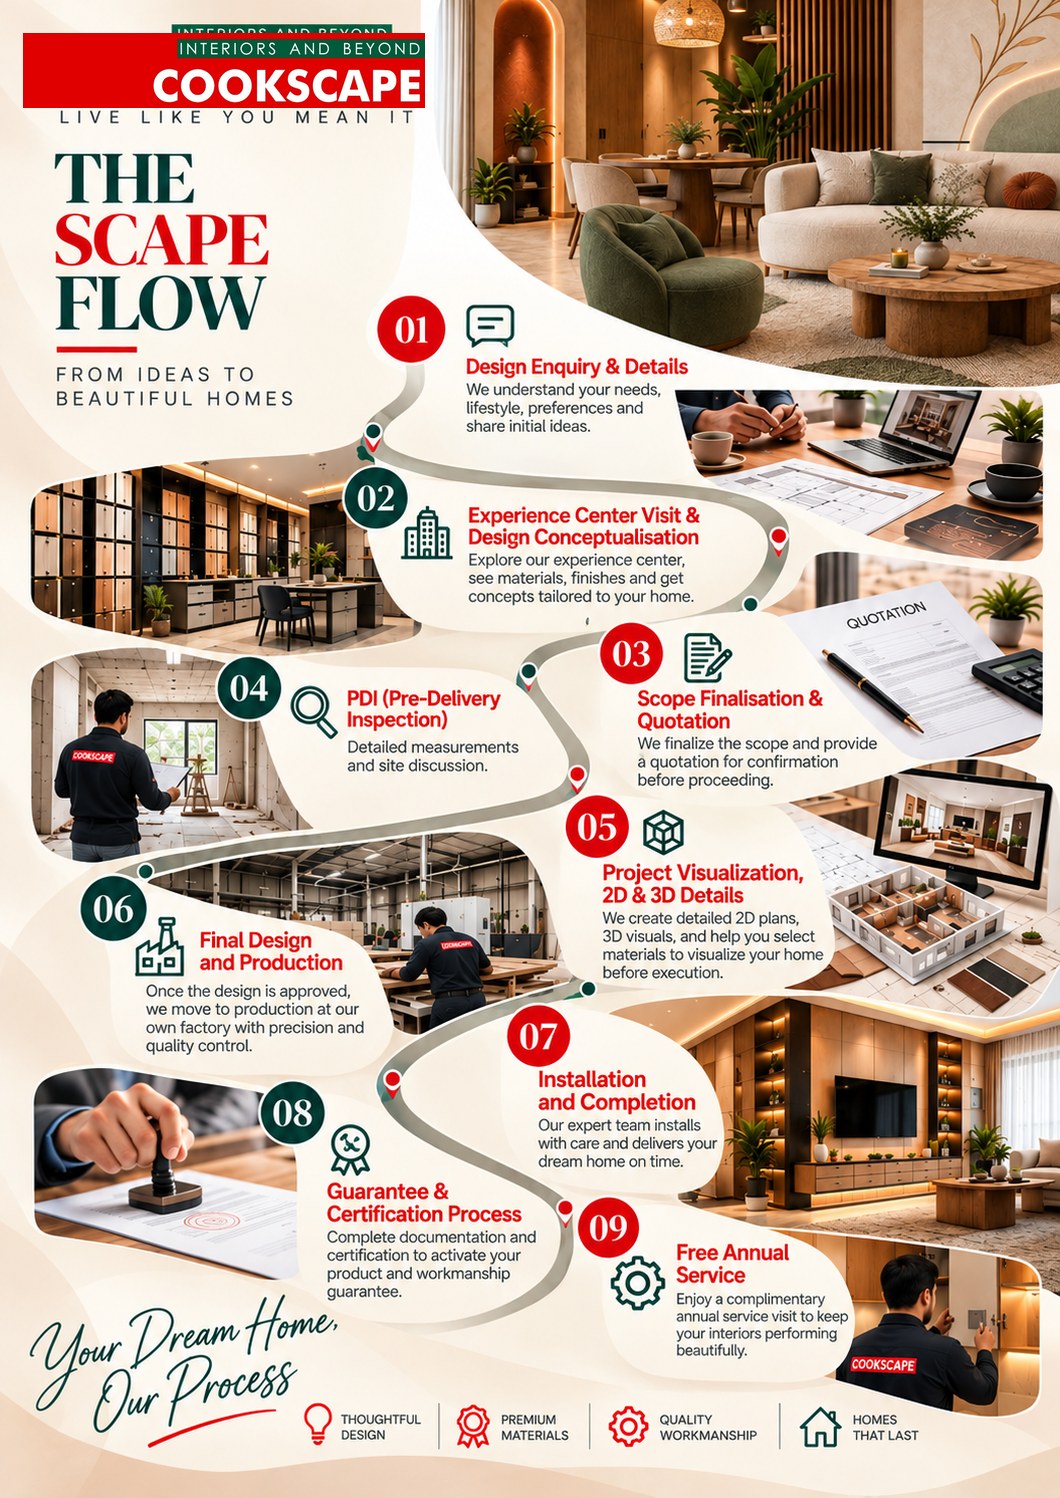 INTERIORS AND BEYOND
INTERIORS AND BEYOND
COOKSCAPE
LIVE LIKE YOU MEAN IT
THE
SCAPE
FLOW
FROM IDEAS TO
BEAUTIFUL HOMES
01
Design Enquiry & Details
We understand your needs,
lifestyle, preferences and
share initial ideas.
02
Experience Center Visit &
Design Conceptualisation
Explore our experience center,
see materials, finishes and get
concepts tailored to your home.
QUOTATION
03
Scope Finalisation &
Quotation
We finalize the scope and provide
a quotation for confirmation
before proceeding.
04
PDI (Pre-Delivery
Inspection)
Detailed measurements
and site discussion.
COOKSCAPE
05
Project Visualization,
2D & 3D Details
We create detailed 2D plans,
3D visuals, and help you select
materials to visualize your home
before execution.
06
Final Design
and Production
Once the design is approved,
we move to production at our
own factory with precision and
quality control.
07
Installation
and Completion
Our expert team installs
with care and delivers your
dream home on time.
08
Guarantee &
Certification Process
Complete documentation and
certification to activate your
product and workmanship
guarantee.
09
Free Annual
Service
Enjoy a complimentary
annual service visit to keep
your interiors performing
beautifully.
COOKSCAPE
Your Dream Home,
Our Process
THOUGHTFUL
DESIGN
PREMIUM
MATERIALS
QUALITY
WORKMANSHIP
HOMES
THAT LAST